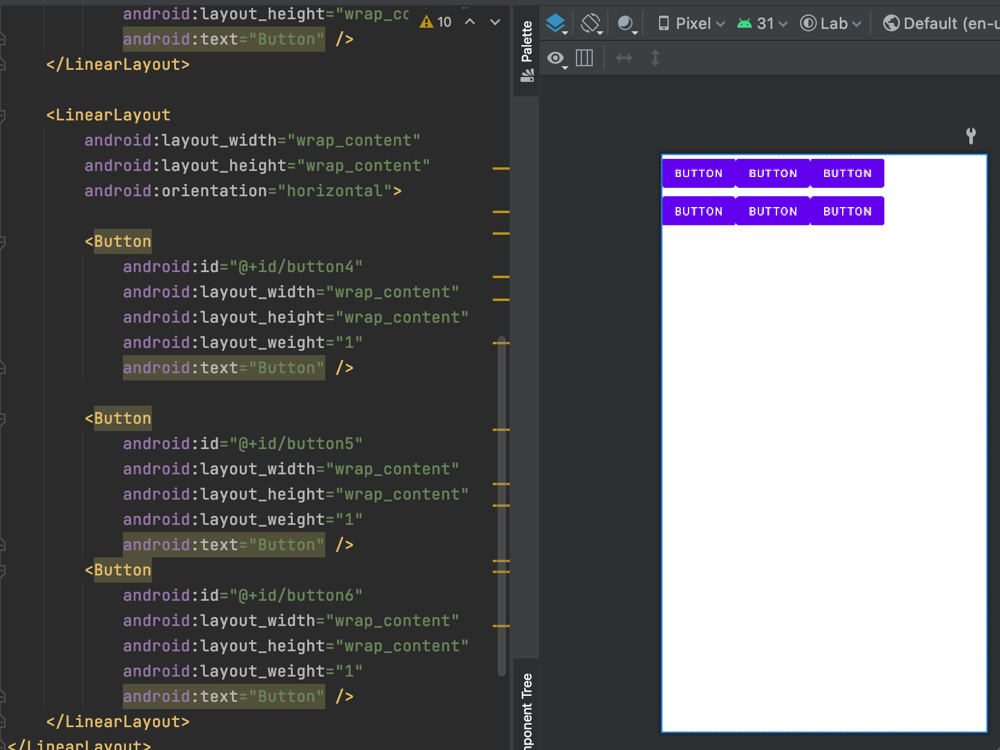 android:layout_height="wrap_co
10
android:text="Button" />
</LinearLayout>
<LinearLayout
android:layout_width="wrap_content"
android:layout_height="wrap_content"
android:orientation="horizontal">
<Button
android:id="@+id/button4"
android:layout_width="wrap_content"
android:layout_height="wrap_content"
android:layout_weight="1"
android:text="Button" />
<Button
android:id="@+id/button5"
android:layout_width="wrap_content"
android:layout_height="wrap_content"
android:layout_weight="1"
android:text="Button" />
<Button
android:id="@+id/button6"
android:layout_width="wrap_content"
android:layout_height="wrap_content"
android:layout_weight="1"
android:text="Button" />
</LinearLayout>
</LinearLayout>
Palette
mponent Tree
Pixel 31 Lab Default (en-u
BUTTON BUTTON BUTTON
BUTTON BUTTON BUTTON